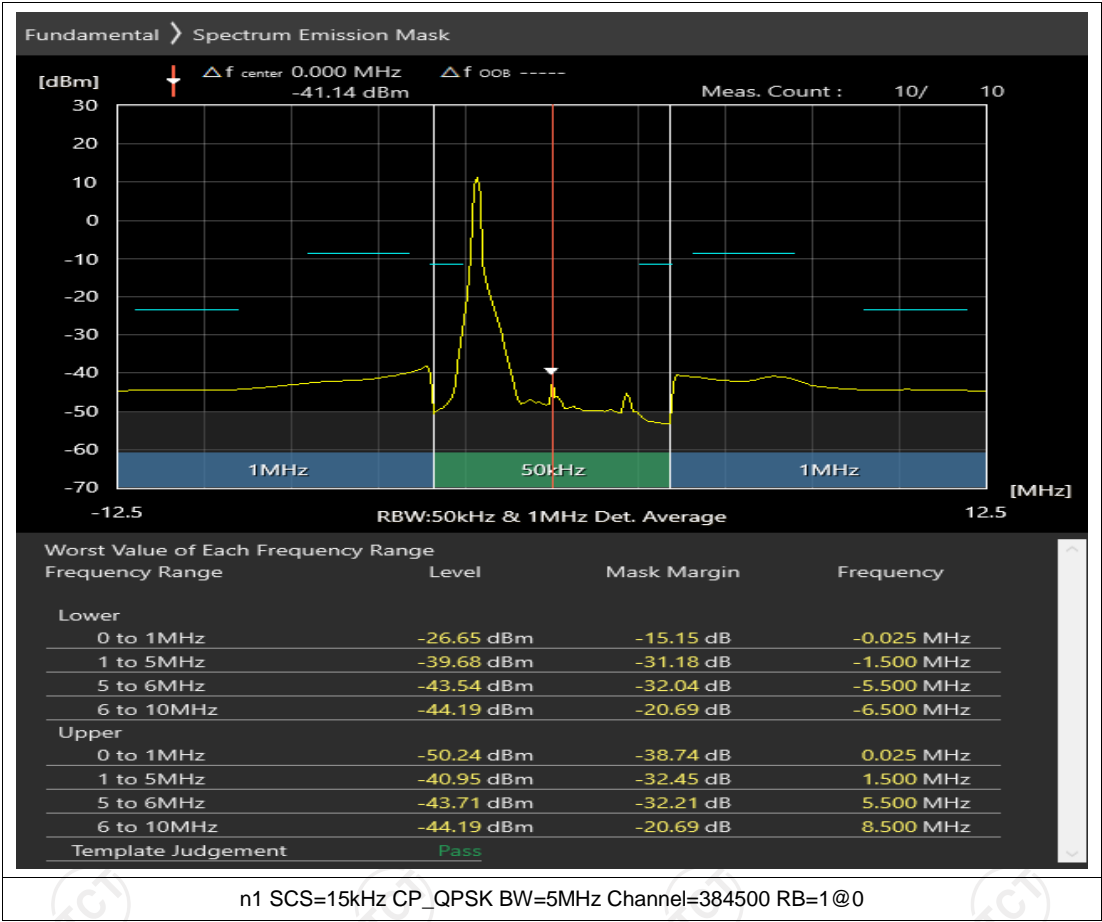 Fundamental 〉 Spectrum Emission Mask
[dBm]
△ f center 0.000 MHz △ f OOB -----
-41.14 dBm
Meas. Count : 10/ 10
30
20
10
0
-10
-20
-30
-40
-50
-60
-70
1MHz 50kHz 1MHz
[MHz]
-12.5 RBW:50kHz & 1MHz Det. Average 12.5
Worst Value of Each Frequency Range
Frequency Range Level Mask Margin Frequency
Lower
0 to 1MHz -26.65 dBm -15.15 dB -0.025 MHz
1 to 5MHz -39.68 dBm -31.18 dB -1.500 MHz
5 to 6MHz -43.54 dBm -32.04 dB -5.500 MHz
6 to 10MHz -44.19 dBm -20.69 dB -6.500 MHz
Upper
0 to 1MHz -50.24 dBm -38.74 dB 0.025 MHz
1 to 5MHz -40.95 dBm -32.45 dB 1.500 MHz
5 to 6MHz -43.71 dBm -32.21 dB 5.500 MHz
6 to 10MHz -44.19 dBm -20.69 dB 8.500 MHz
Template Judgement Pass
n1 SCS=15kHz CP_QPSK BW=5MHz Channel=384500 RB=1@0
TCT TCT TCT